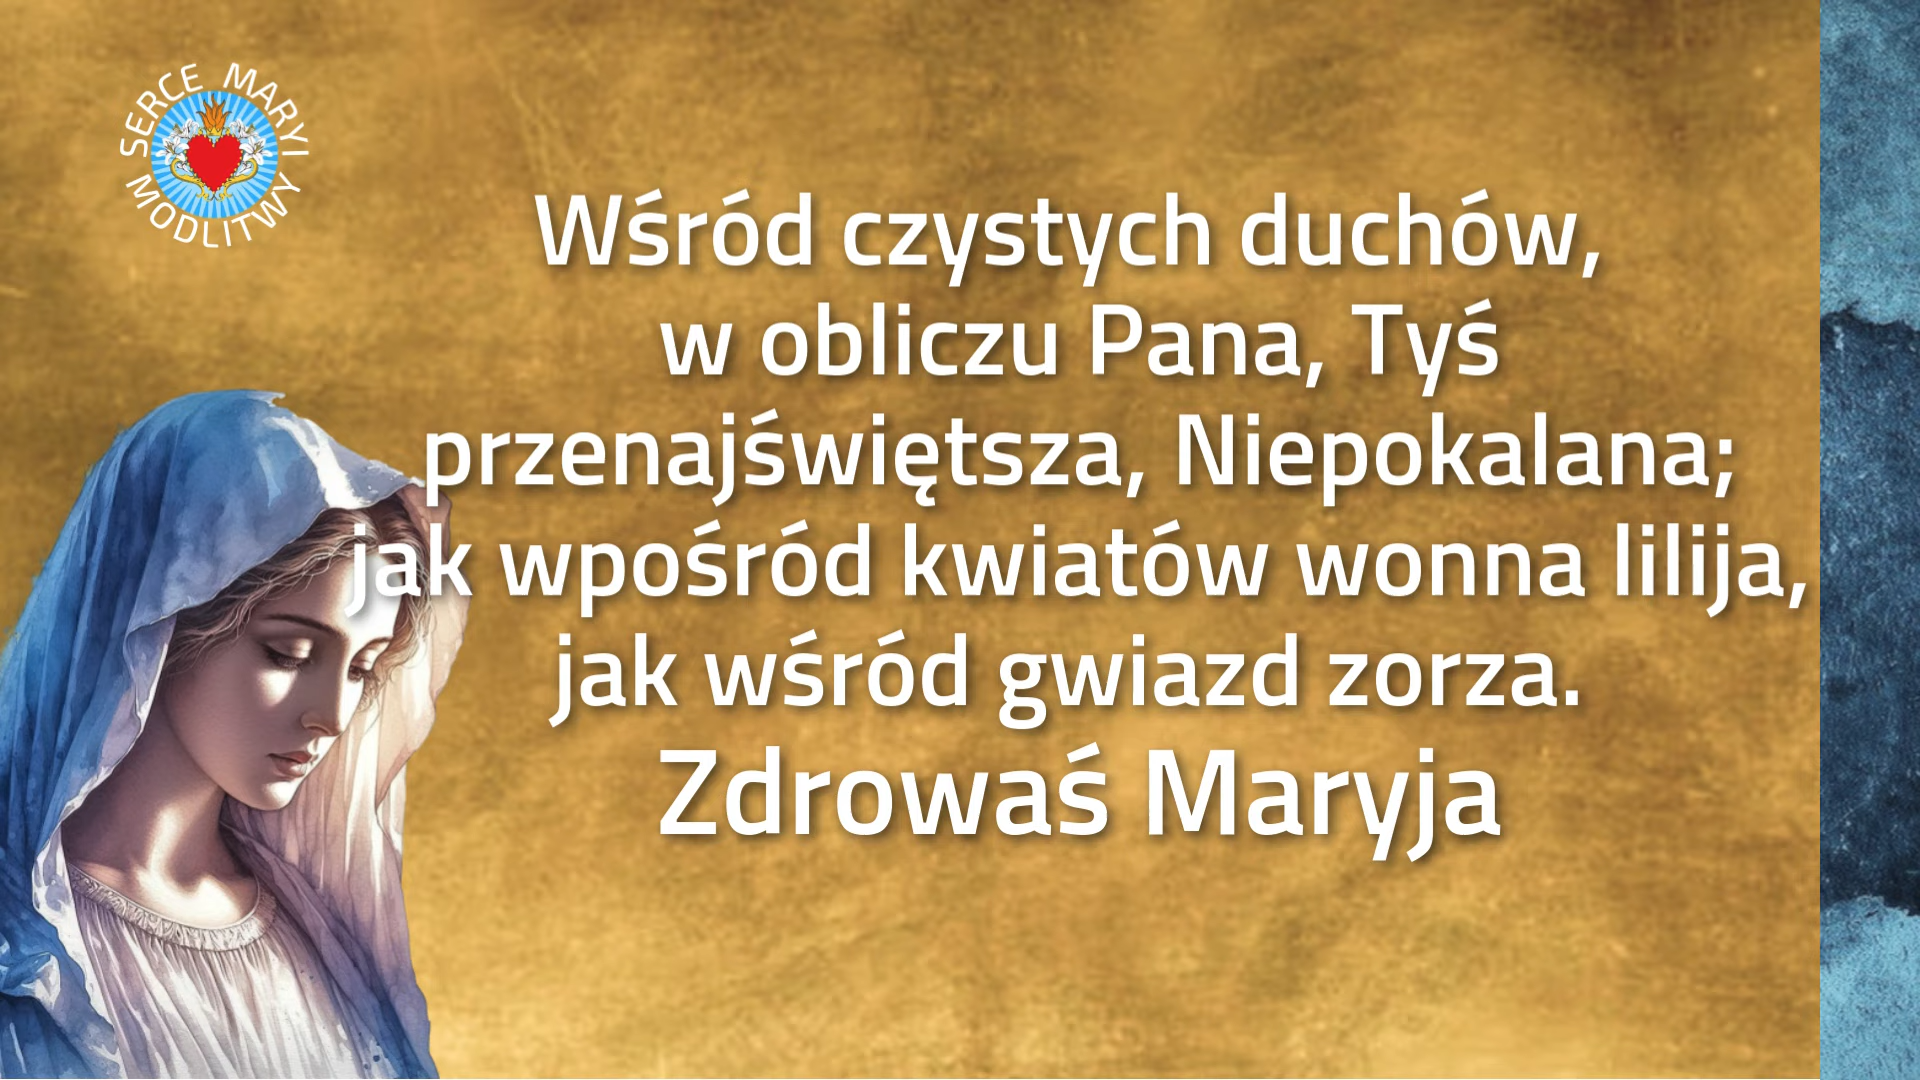 SERCE MARYI
MODLITWY
Wśród czystych duchów,
w obliczu Pana, Tyś
przenajświętsza, Niepokalana;
jak wpośród kwiatów wonna lilija,
jak wśród gwiazd zorza.
Zdrowaś Maryja